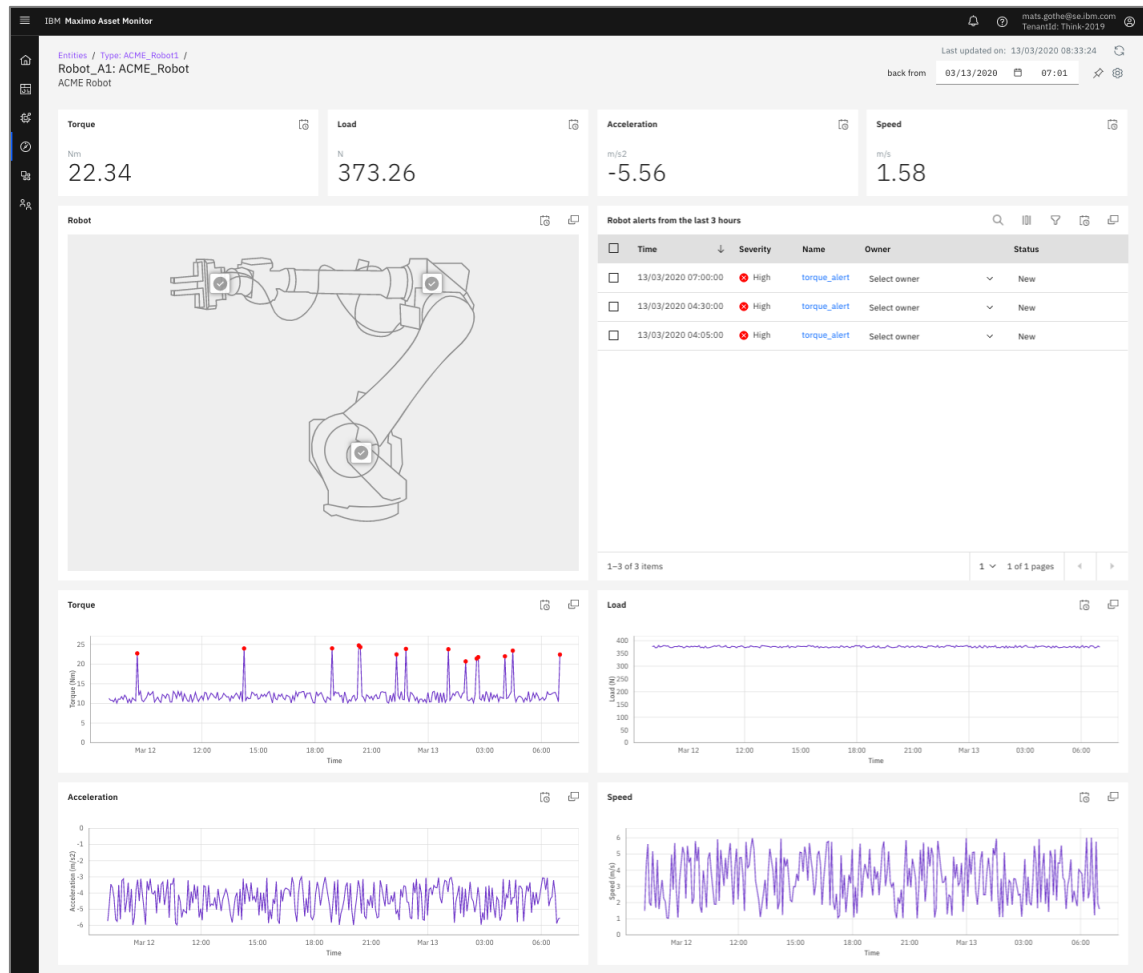 IBM Maximo Asset Monitor
mats.gothe@se.ibm.com
TenantId: Think-2019
Entities / Type: ACME_Robot1 /
Robot_A1: ACME_Robot
ACME Robot
Last updated on: 13/03/2020 08:33:24
back from 03/13/2020 07:01
Torque
Nm
22.34
Load
N
373.26
Acceleration
m/s2
-5.56
Speed
m/s
1.58
Robot
Robot alerts from the last 3 hours
Time Severity Name Owner Status
13/03/2020 07:00:00 High torque_alert Select owner New
13/03/2020 04:30:00 High torque_alert Select owner New
13/03/2020 04:05:00 High torque_alert Select owner New
1–3 of 3 items 1 1 of 1 pages
Torque
Torque (Nm)
25
20
15
10
5
0
Mar 12 12:00 15:00 18:00 21:00 Mar 13 03:00 06:00
Time
Load
Load (N)
400
350
300
250
200
150
100
50
0
Mar 12 12:00 15:00 18:00 21:00 Mar 13 03:00 06:00
Time
Acceleration
Acceleration (m/s2)
0
-1
-2
-3
-4
-5
-6
Mar 12 12:00 15:00 18:00 21:00 Mar 13 03:00 06:00
Time
Speed
Speed (m/s)
6
5
4
3
2
1
0
Mar 12 12:00 15:00 18:00 21:00 Mar 13 03:00 06:00
Time